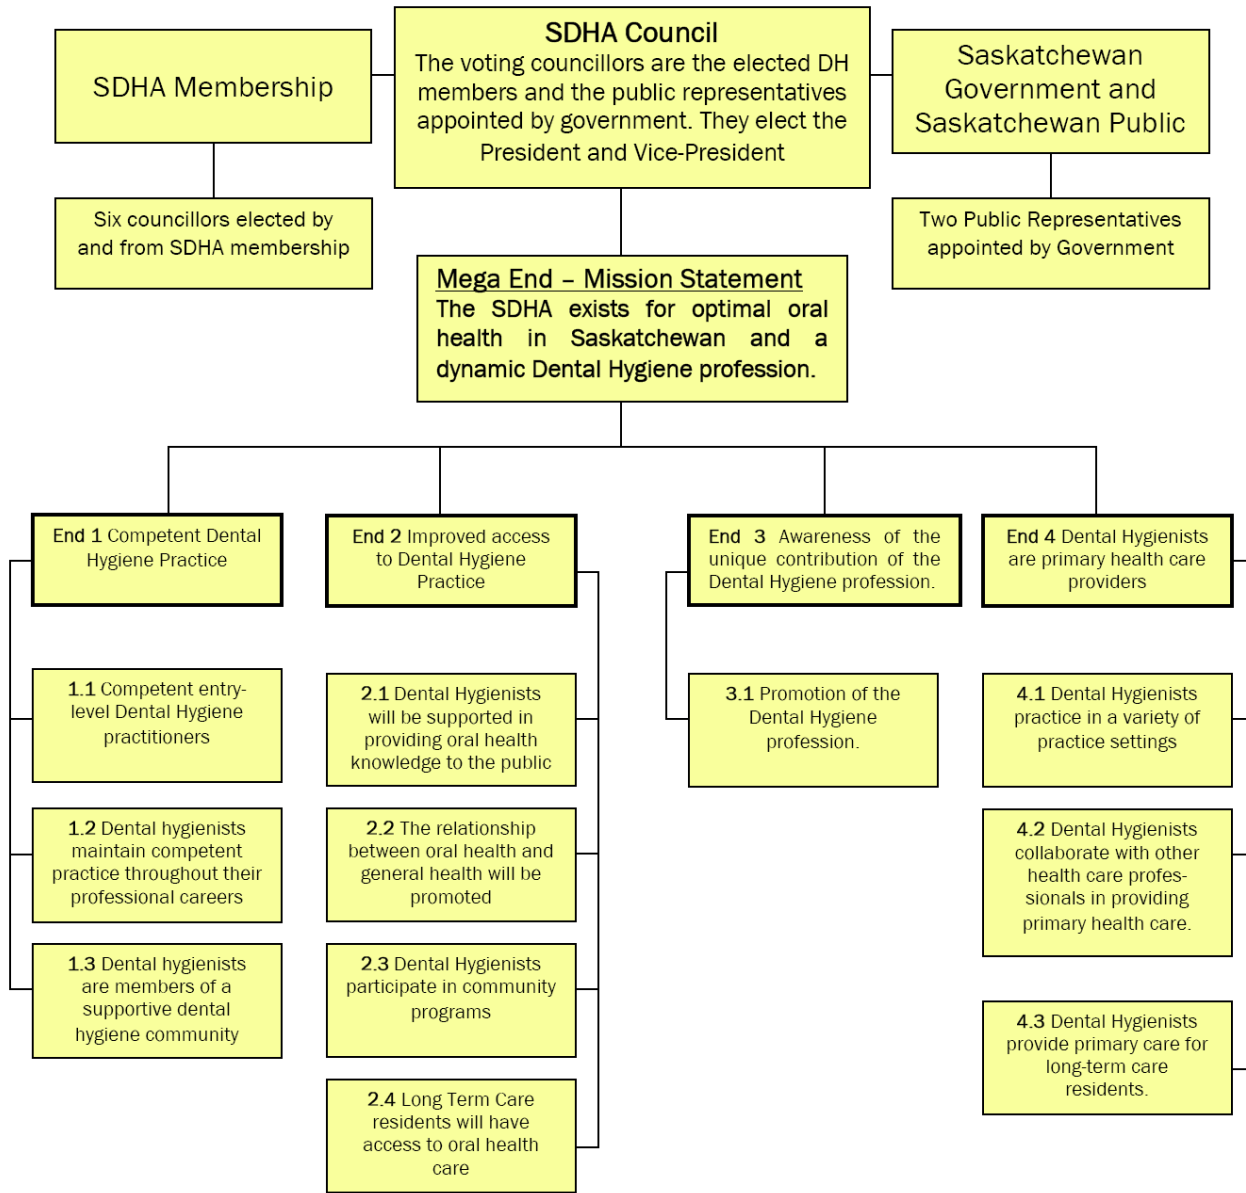 SDHA Membership
SDHA Council
The voting councillors are the elected DH
members and the public representatives
appointed by government. They elect the
President and Vice-President
Saskatchewan
Government and
Saskatchewan Public
Six councillors elected by
and from SDHA membership
Two Public Representatives
appointed by Government
Mega End – Mission Statement
The SDHA exists for optimal oral
health in Saskatchewan and a
dynamic Dental Hygiene profession.
End 1 Competent Dental
Hygiene Practice
End 2 Improved access
to Dental Hygiene
Practice
End 3 Awareness of the
unique contribution of the
Dental Hygiene profession.
End 4 Dental Hygienists
are primary health care
providers
1.1 Competent entry-
level Dental Hygiene
practitioners
1.2 Dental hygienists
maintain competent
practice throughout their
professional careers
1.3 Dental hygienists
are members of a
supportive dental
hygiene community
2.1 Dental Hygienists
will be supported in
providing oral health
knowledge to the public
2.2 The relationship
between oral health and
general health will be
promoted
2.3 Dental Hygienists
participate in community
programs
2.4 Long Term Care
residents will have
access to oral health
care
3.1 Promotion of the
Dental Hygiene
profession.
4.1 Dental Hygienists
practice in a variety of
practice settings
4.2 Dental Hygienists
collaborate with other
health care profes-
sionals in providing
primary health care.
4.3 Dental Hygienists
provide primary care for
long-term care
residents.